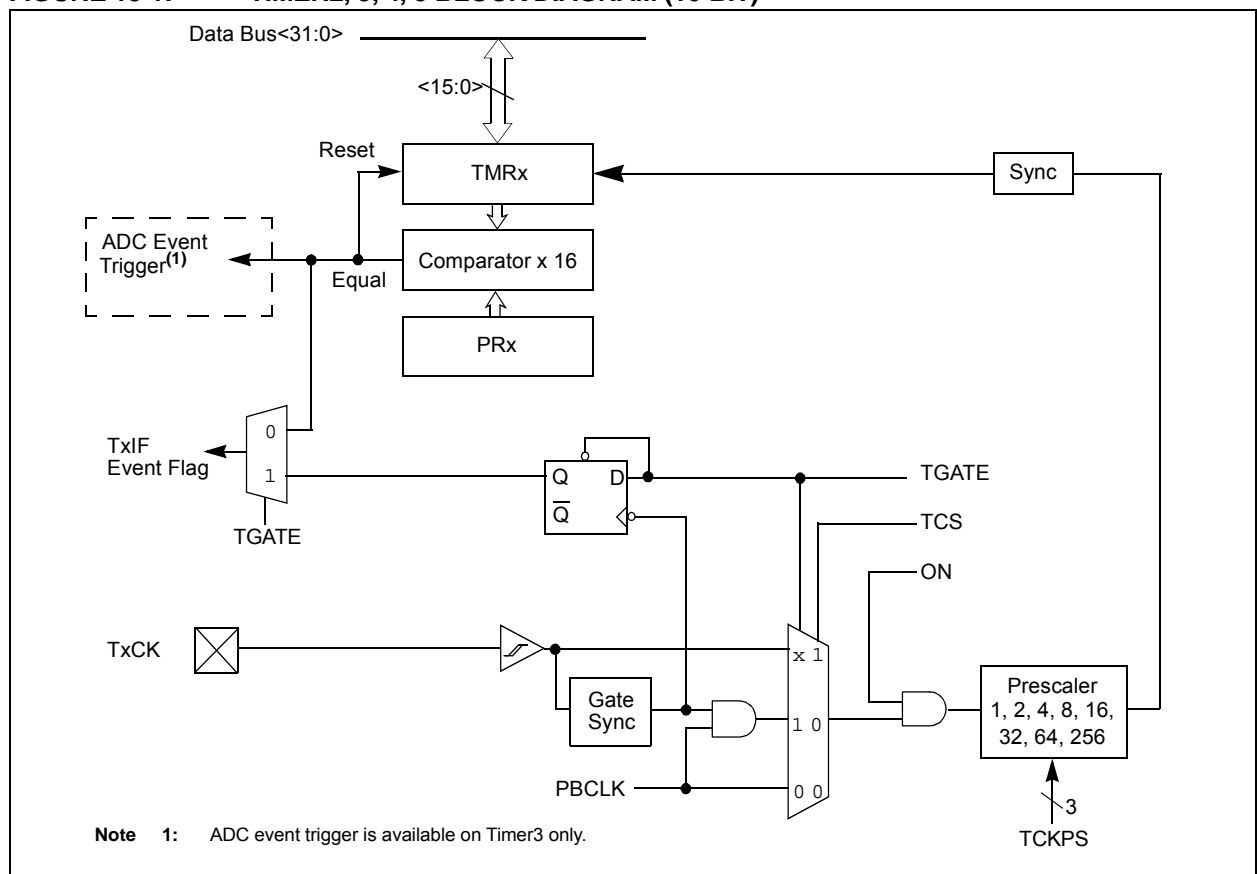 Data Bus<31:0>
<15:0>
Reset
TMRx
Sync
ADC Event
Trigger(1)
Equal
Comparator x 16
PRx
0
TxIF
Event Flag
1
Q
D
TGATE
Q
TGATE
TCS
ON
TxCK
x 1
Gate
Sync
1 0
Prescaler
1, 2, 4, 8, 16,
32, 64, 256
PBCLK
0 0
3
Note 1: ADC event trigger is available on Timer3 only.
TCKPS